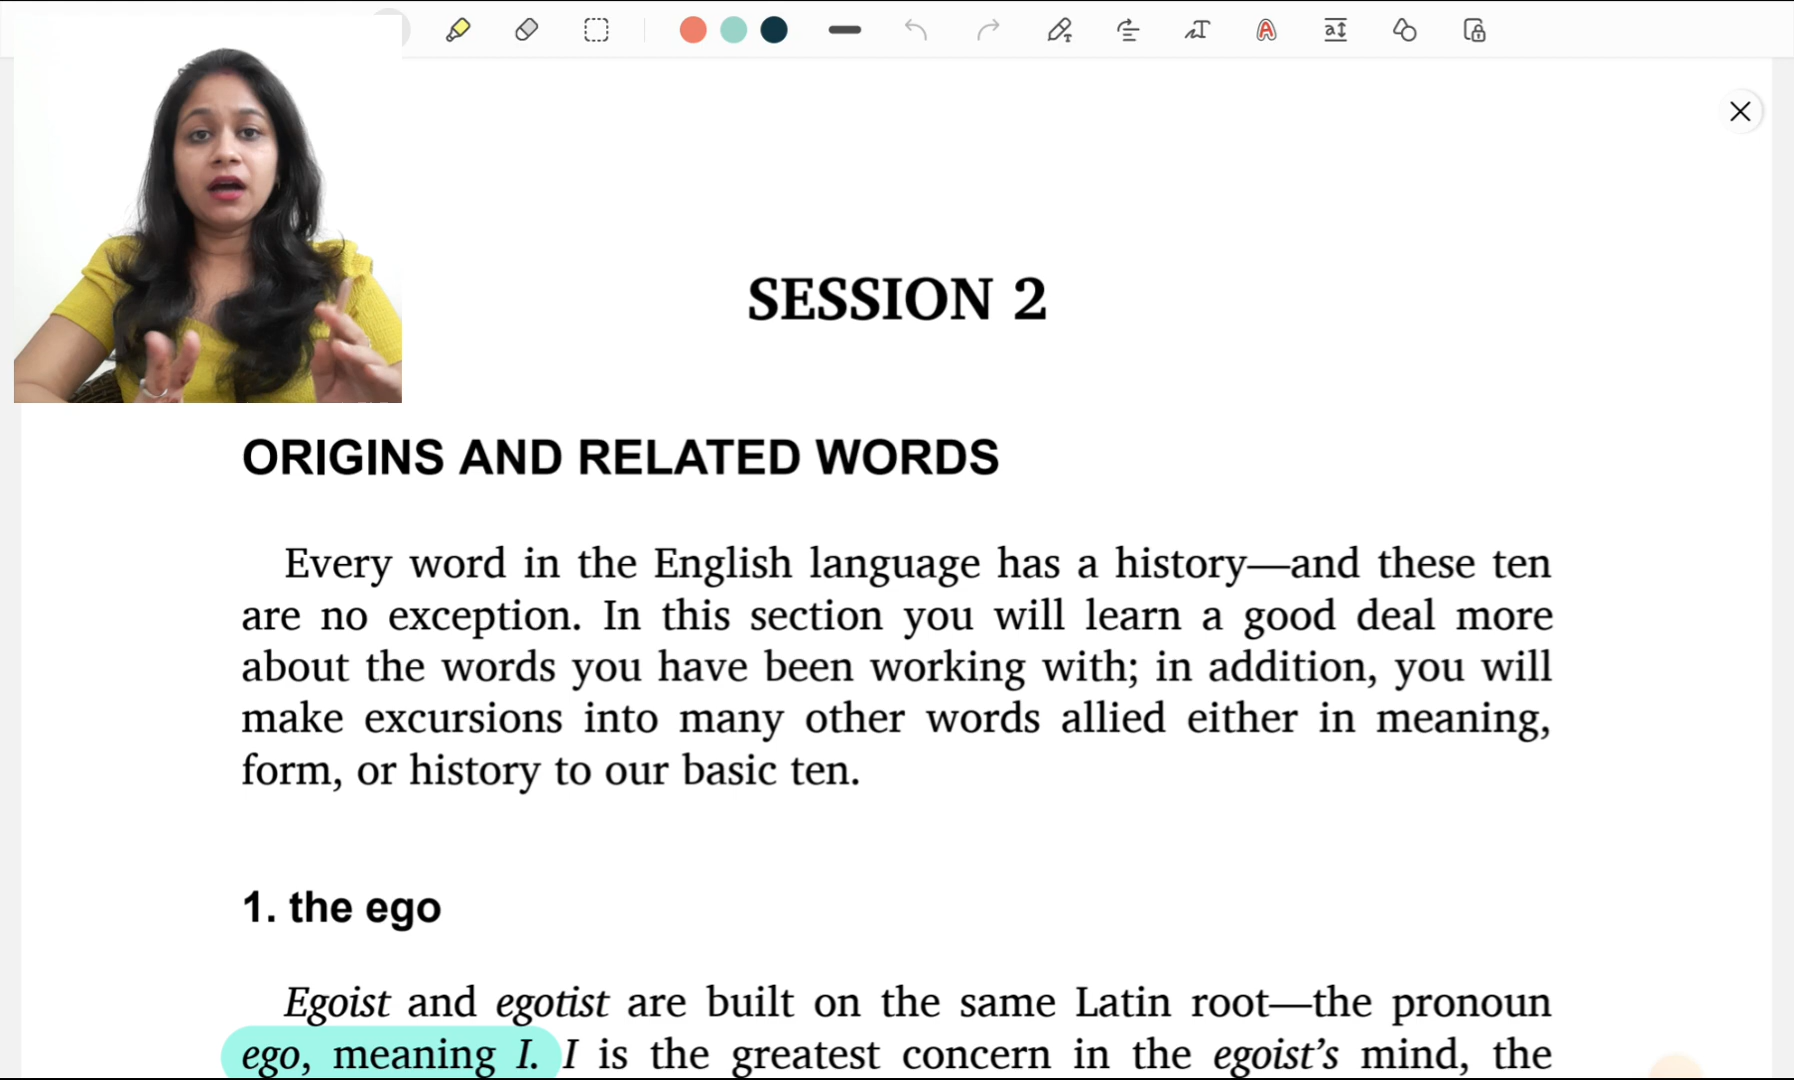 SESSION 2
ORIGINS AND RELATED WORDS
Every word in the English language has a history—and these ten
are no exception. In this section you will learn a good deal more
about the words you have been working with; in addition, you will
make excursions into many other words allied either in meaning,
form, or history to our basic ten.
1. the ego
Egoist and egotist are built on the same Latin root—the pronoun
ego, meaning I. I is the greatest concern in the egoist’s mind, the